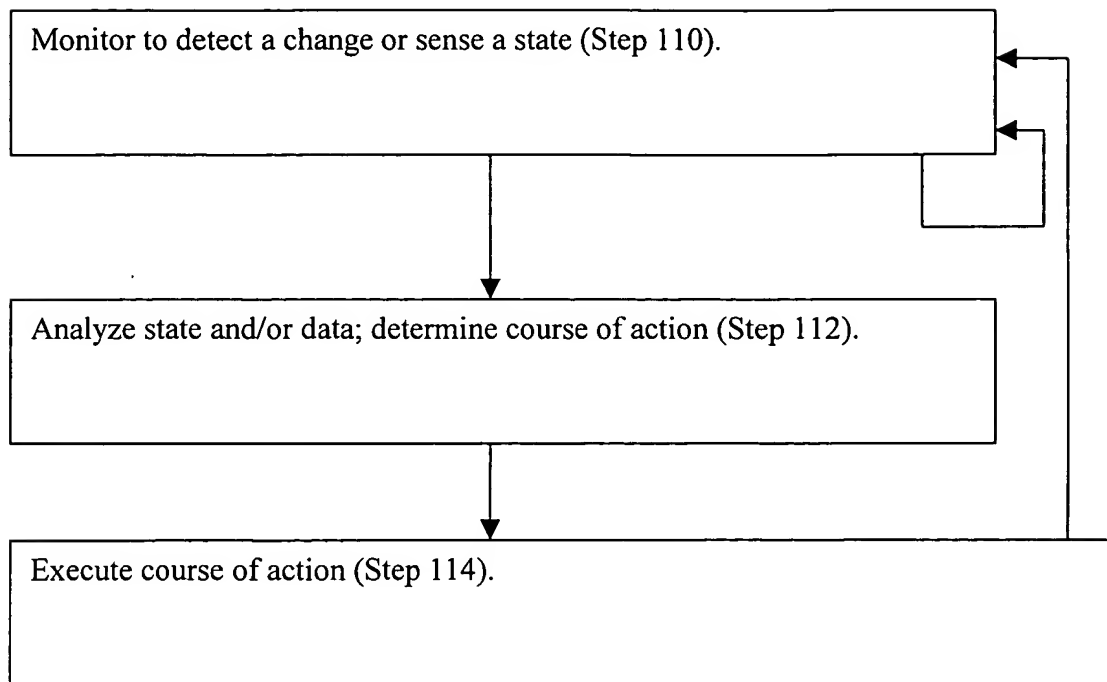 Monitor to detect a change or sense a state (Step 110).
Analyze state and/or data; determine course of action (Step 112).
Execute course of action (Step 114).